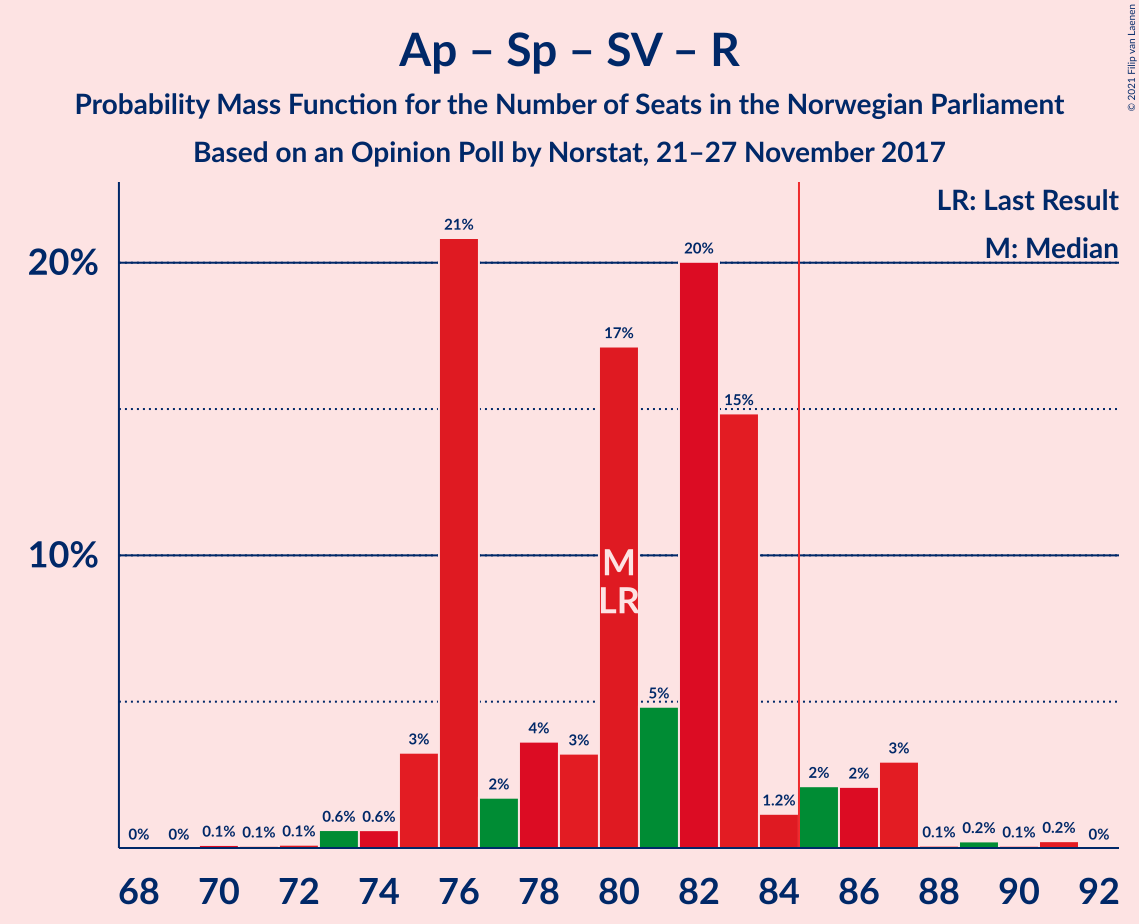 Ap – Sp – SV – R
Probability Mass Function for the Number of Seats in the Norwegian Parliament
Based on an Opinion Poll by Norstat, 21–27 November 2017
© 2021 Filip van Laenen
LR: Last Result
M: Median
20%
10%
0% 0% 0.1% 0.1% 0.1% 0.6% 0.6% 3% 21% 2% 4% 3% 17% 5% 20% 15% 1.2% 2% 2% 3% 0.1% 0.2% 0.1% 0.2% 0%
M
LR
68 70 72 74 76 78 80 82 84 86 88 90 92